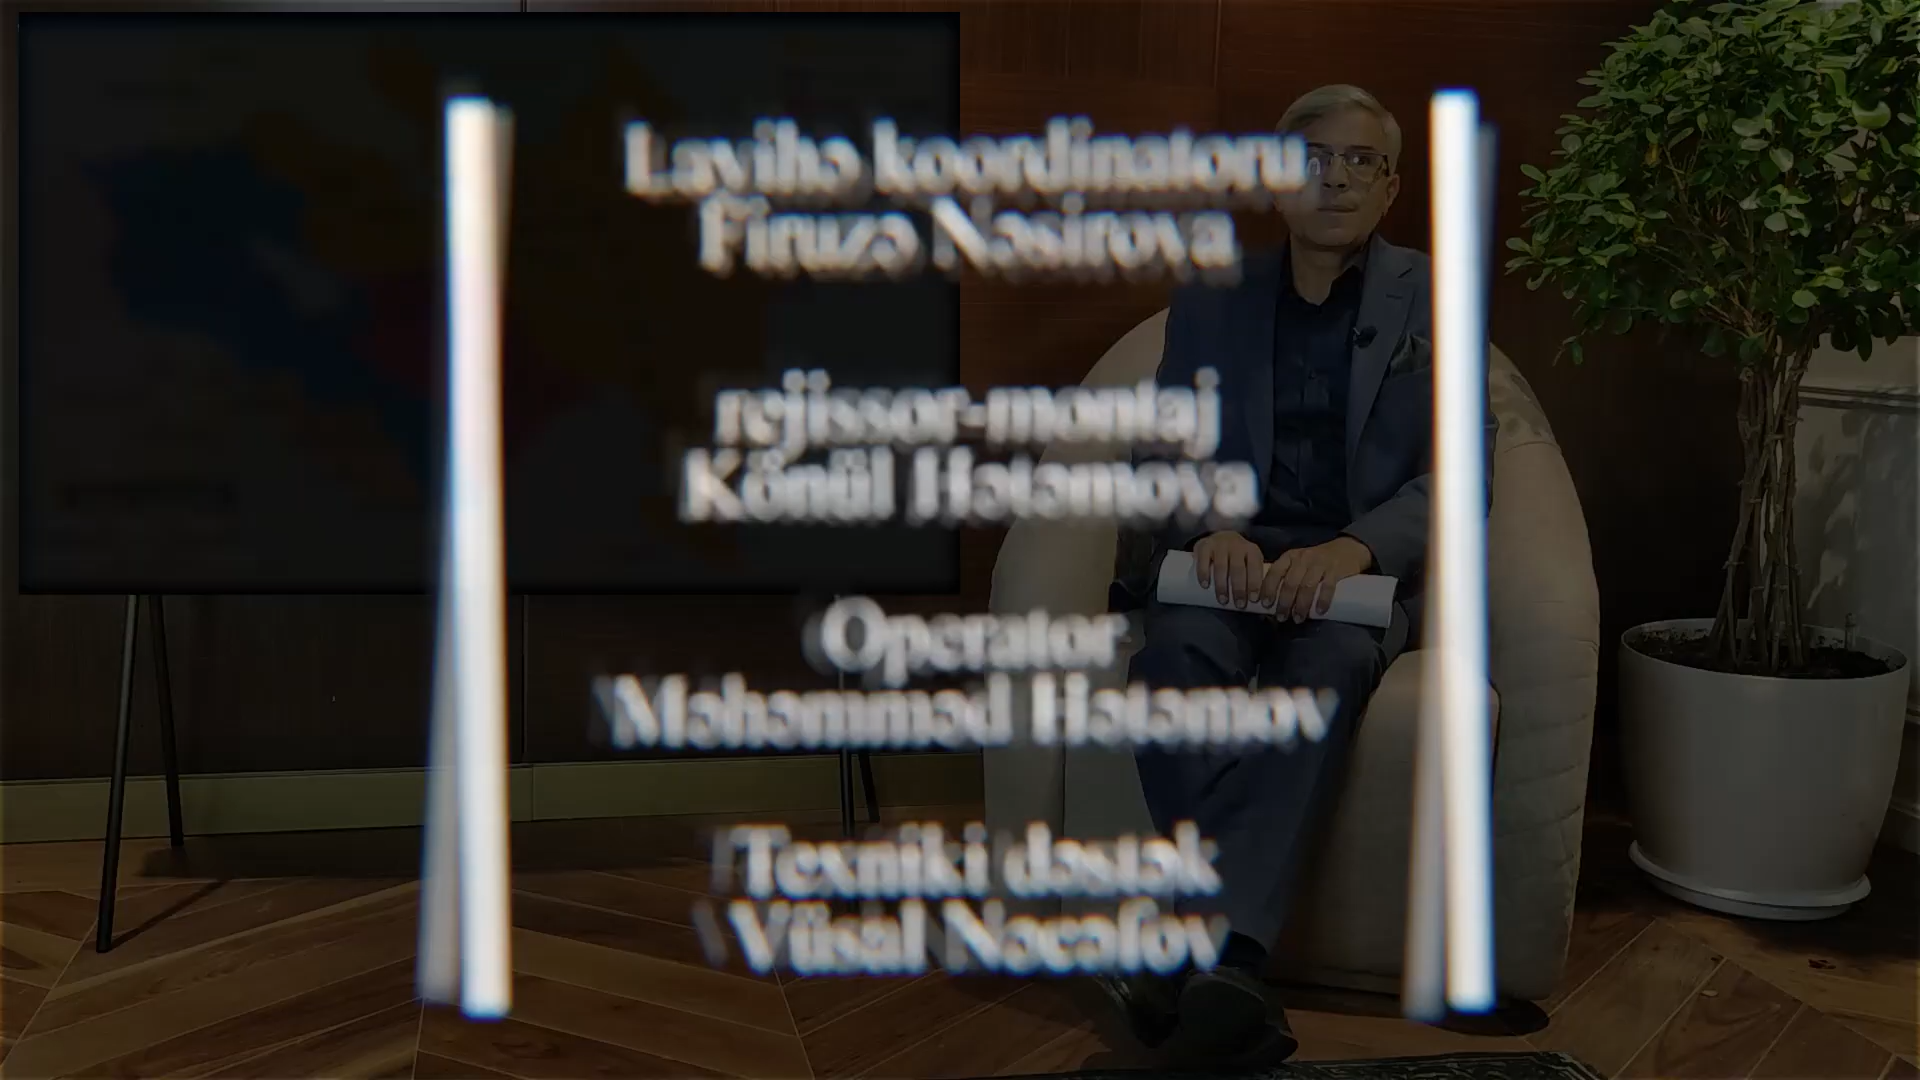 Layihə koordinatoru
Firuzə Nəsirova
rejissor-montaj
Könül Hətəmova
Operator
Məhəmməd Hətəmov
Texniki dəstək
Vüsal Nəcəfov